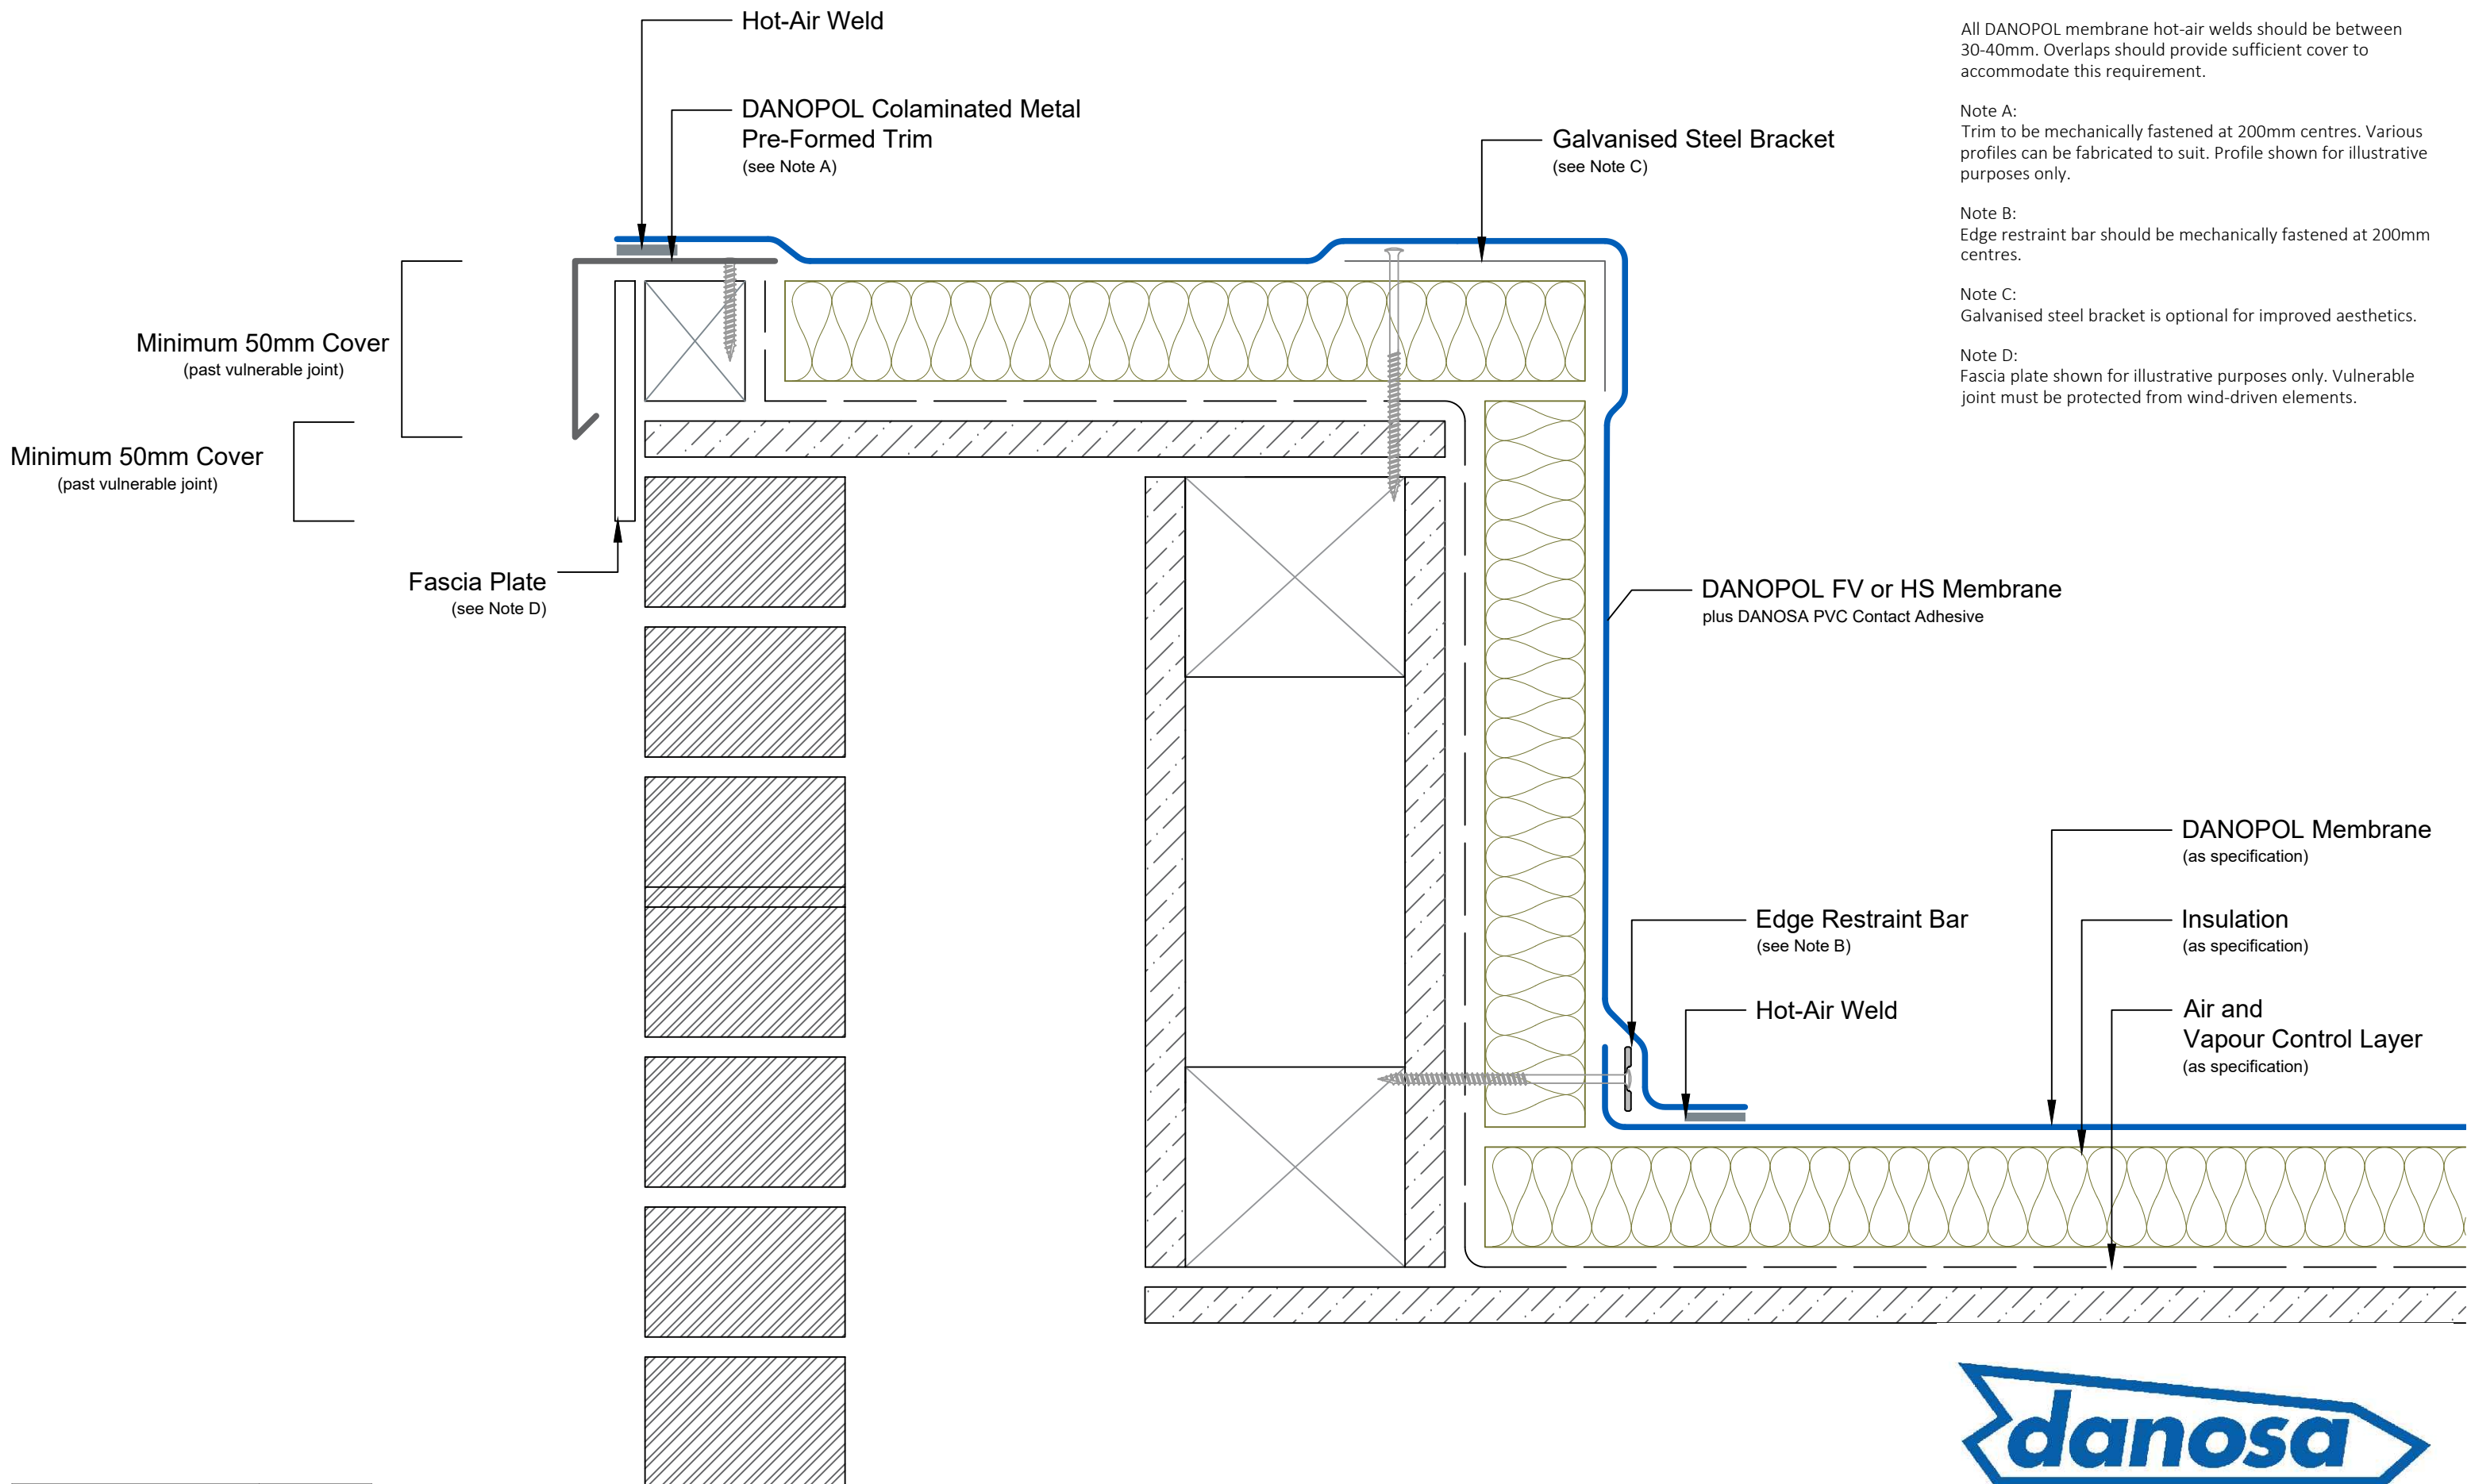 Hot-Air Weld
DANOPOL Colaminated Metal
Pre-Formed Trim
(see Note A)
Galvanised Steel Bracket
(see Note C)
All DANOPOL membrane hot-air welds should be between
30-40mm. Overlaps should provide sufficient cover to
accommodate this requirement.
Note A:
Trim to be mechanically fastened at 200mm centres. Various
profiles can be fabricated to suit. Profile shown for illustrative
purposes only.
Note B:
Edge restraint bar should be mechanically fastened at 200mm
centres.
Note C:
Galvanised steel bracket is optional for improved aesthetics.
Note D:
Fascia plate shown for illustrative purposes only. Vulnerable
joint must be protected from wind-driven elements.
Minimum 50mm Cover
(past vulnerable joint)
Minimum 50mm Cover
(past vulnerable joint)
Fascia Plate
(see Note D)
DANOPOL FV or HS Membrane
plus DANOSA PVC Contact Adhesive
DANOPOL Membrane
(as specification)
Edge Restraint Bar
(see Note B)
Insulation
(as specification)
Hot-Air Weld
Air and
Vapour Control Layer
(as specification)
danosa